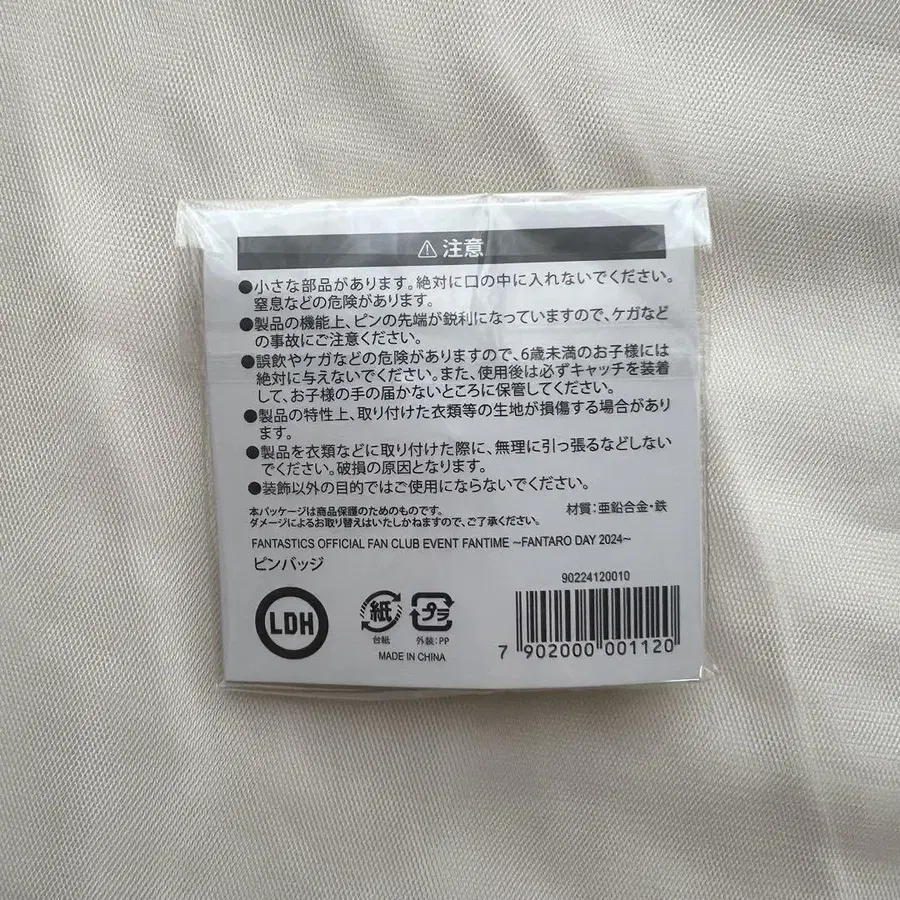 ⚠ 注意
●小さな部品があります。絶対に口の中に入れないでください。
窒息などの危険があります。
●製品の機能上、ピンの先端が鋭利になっていますので、ケガなど
の事故にご注意ください。
●誤飲やケガなどの危険がありますので、6歳未満のお子様には
絶対に与えないでください。また、使用後は必ずキャッチを装着
して、お子様の手の届かないところに保管してください。
●製品の特性上、取り付けた衣類等の生地が損傷する場合があり
ます。
●製品を衣類などに取り付けた際に、無理に引っ張るなどしない
でください。破損の原因となります。
●装飾以外の目的ではご使用にならないでください。
本パッケージは商品保護のためのものです。
ダメージによるお取り替えはいたしかねますので、ご了承ください。
材質:亜鉛合金・鉄
FANTASTICS OFFICIAL FAN CLUB EVENT FANTIME ~FANTARO DAY 2024~
ピンバッジ
LDH
紙
台紙
プラ
外装:PP
MADE IN CHINA
90224120010
7 902000 001120